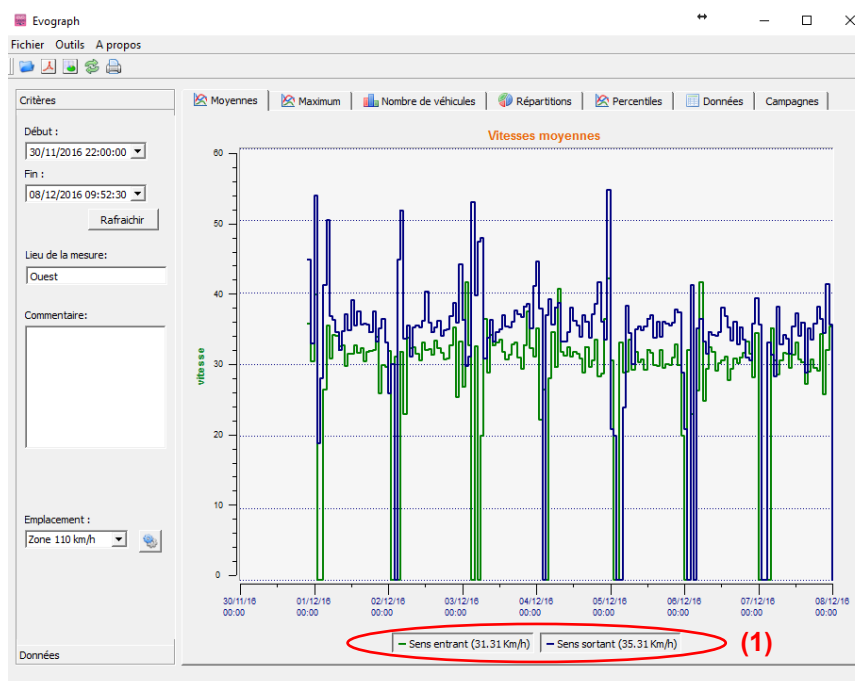 Evograph
Fichier Outils A propos
Critères
Moyennes Maximum Nombre de véhicules Répartitions Percentiles Données Campagnes
Début :
30/11/2016 22:00:00
Fin :
08/12/2016 09:52:30
Rafraichir
Lieu de la mesure:
Ouest
Commentaire:
Emplacement :
Zone 110 km/h
Données
Vitesses moyennes
vitesse
60
50
40
30
20
10
0
30/11/16 01/12/16 02/12/16 03/12/16 04/12/16 05/12/16 06/12/16 07/12/16 08/12/16
00:00 00:00 00:00 00:00 00:00 00:00 00:00 00:00 00:00
Sens entrant (31.31 Km/h) Sens sortant (35.31 Km/h) (1)